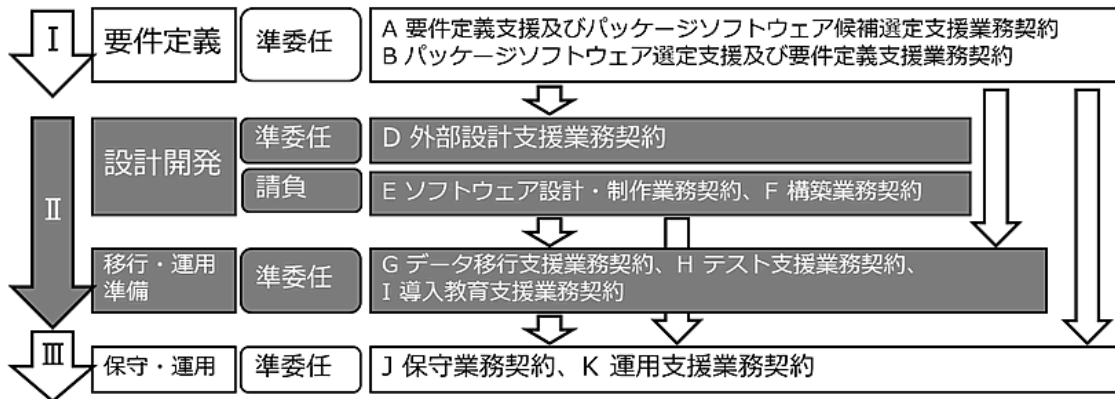 Ⅰ
要件定義
準委任
A 要件定義支援及びパッケージソフトウェア候補選定支援業務契約
B パッケージソフトウェア選定支援及び要件定義支援業務契約
Ⅱ
設計開発
準委任
D 外部設計支援業務契約
請負
E ソフトウェア設計・制作業務契約、F 構築業務契約
移行・運用
準備
準委任
G データ移行支援業務契約、H テスト支援業務契約、
I 導入教育支援業務契約
Ⅲ
保守・運用
準委任
J 保守業務契約、K 運用支援業務契約